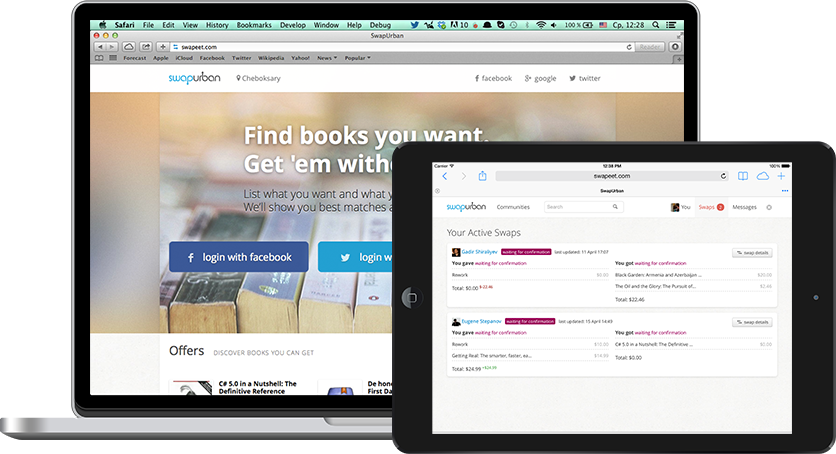 Safari File Edit View History Bookmarks Develop Window Help Debug
10 100 % Ср, 12:28
SwapUrban
swapeet.com
Reader
Forecast Apple iCloud Facebook Twitter Wikipedia Yahoo! News Popular
swapurban Cheboksary facebook google twitter
Find books you want.
Get 'em witho
List what you want and what y
We'll show you best matches a
login with facebook login w
Offers DISCOVER BOOKS YOU CAN GET
C# 5.0 in a Nutshell: The
Definitive Reference
De hond
First Da
Carrier 12:38 PM 100%
swapeet.com
SwapUrban
swapurban Communities Search You Swaps 2 Messages
Your Active Swaps
Gadir Shiraliyev waiting for confirmation last updated: 11 April 17:07 swap details
You gave waiting for confirmation
Rework $0.00
Total: $0.00 $-22.46
You got waiting for confirmation
Black Garden: Armenia and Azerbaijan ... $20.00
The Oil and the Glory: The Pursuit of... $2.46
Total: $22.46
Eugene Stepanov waiting for confirmation last updated: 15 April 14:43 swap details
You gave waiting for confirmation
Rework $10.00
Getting Real: The smarter, faster, ea... $14.99
Total: $24.99 +$24.99
You got waiting for confirmation
C# 5.0 in a Nutshell: The Definitive ... $0.00
Total: $0.00